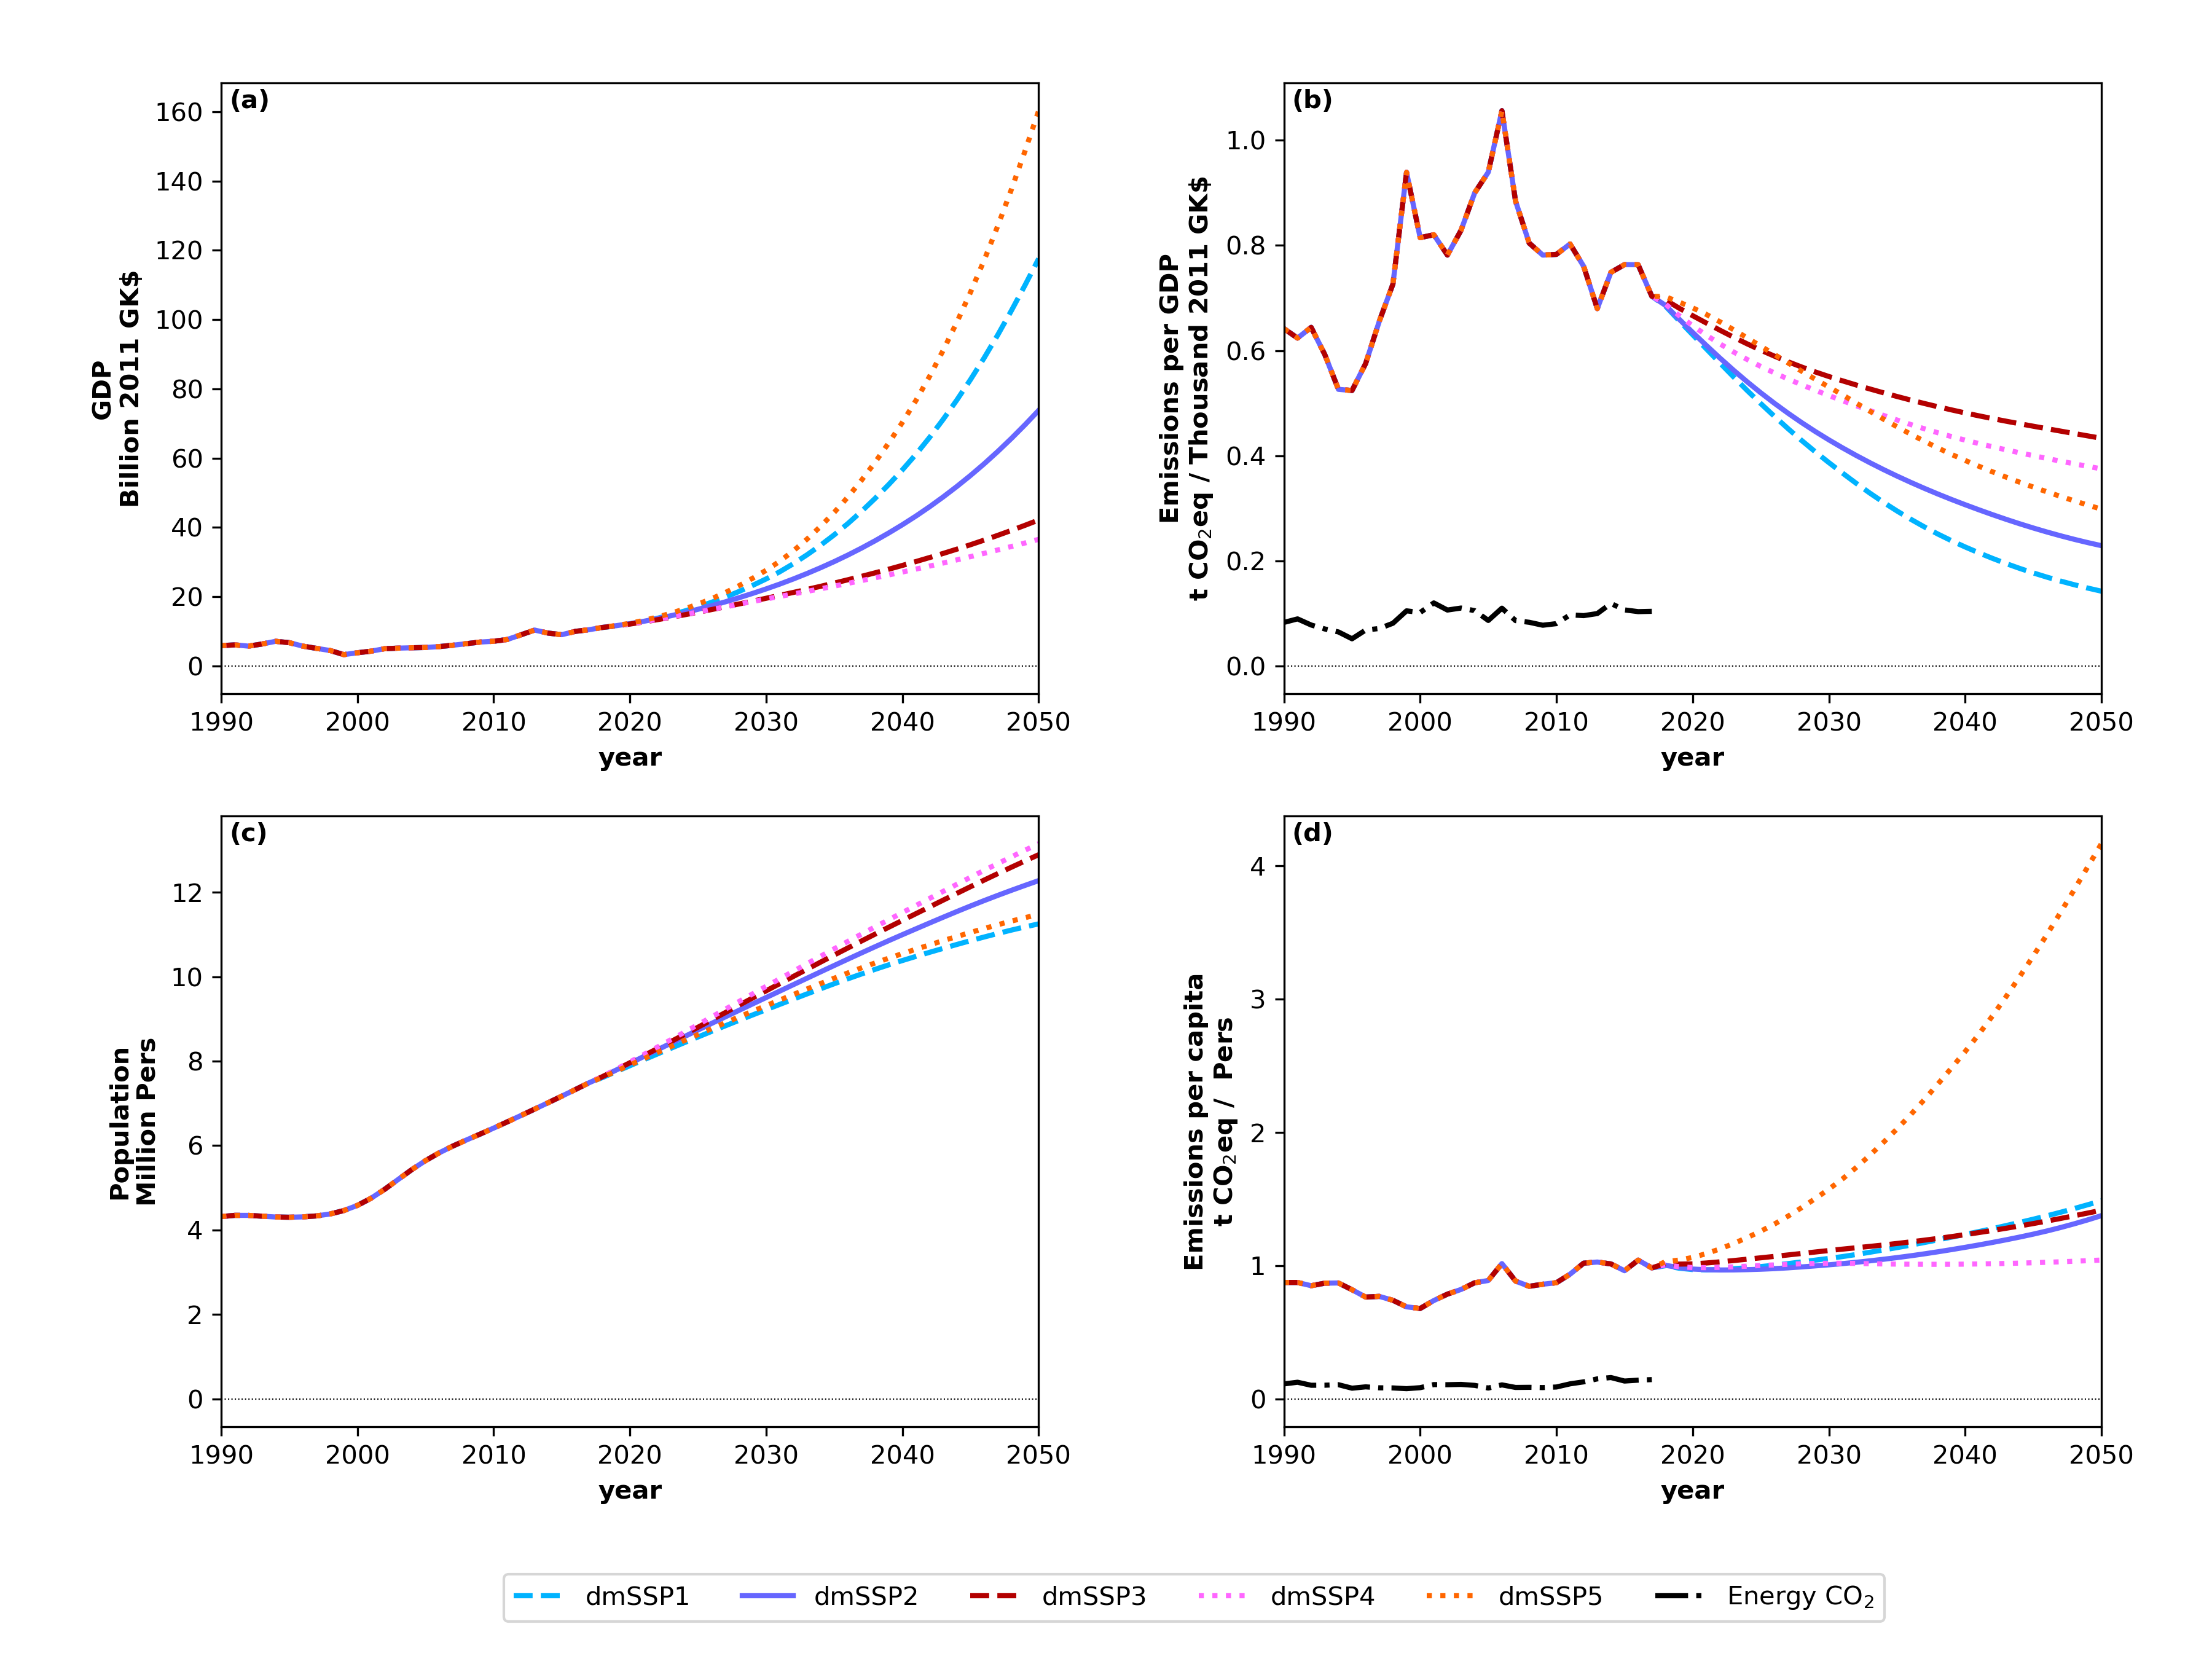 (a)
160
140
120
100
80
60
40
20
0
GDP
Billion 2011 GK$
1990 2000 2010 2020 2030 2040 2050
year
(b)
1.0
0.8
0.6
0.4
0.2
0.0
Emissions per GDP
t CO₂eq / Thousand 2011 GK$
1990 2000 2010 2020 2030 2040 2050
year
(c)
12
10
8
6
4
2
0
Population
Million Pers
1990 2000 2010 2020 2030 2040 2050
year
(d)
4
3
2
1
0
Emissions per capita
t CO₂eq / Pers
1990 2000 2010 2020 2030 2040 2050
year
dmSSP1 dmSSP2 dmSSP3 dmSSP4 dmSSP5 Energy CO₂